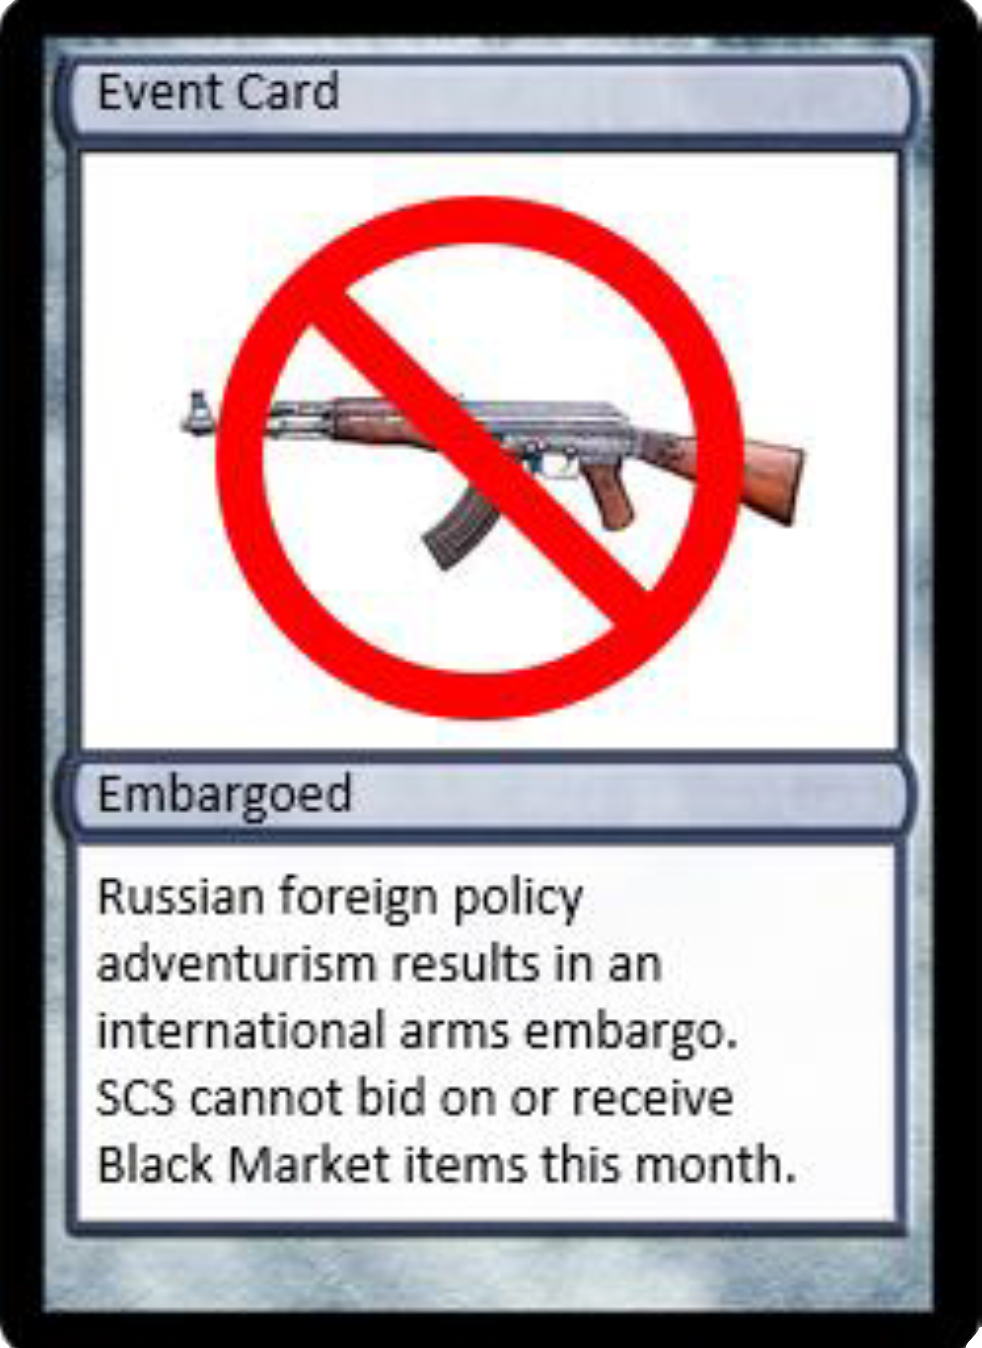 Event Card
Embargoed
Russian foreign policy
adventurism results in an
international arms embargo.
SCS cannot bid on or receive
Black Market items this month.